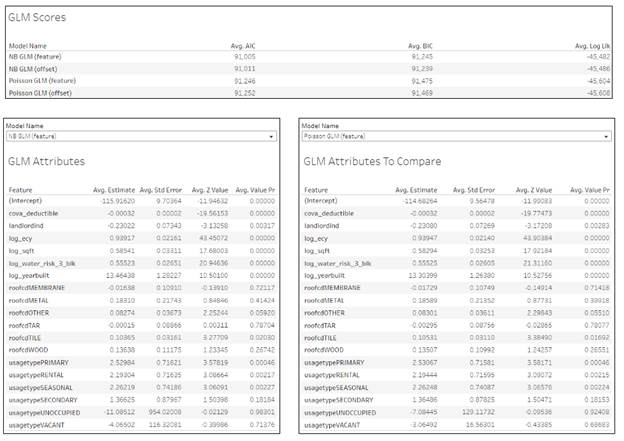 GLM Scores
Model Name Avg. AIC Avg. BIC Avg. Log Llk
NB GLM (feature) 91,005 91,245 -45,482
NB GLM (offset) 91,011 91,239 -45,486
Poisson GLM (feature) 91,246 91,475 -45,604
Poisson GLM (offset) 91,252 91,469 -45,608
Model Name
NB GLM (feature)
GLM Attributes
Feature Avg. Estimate Avg. Std Error Avg. Z Value Avg. Value Pr
(Intercept) -115.91620 9.70364 -11.94632 0.00000
cova_deductible -0.00032 0.00002 -19.56153 0.00000
landlordind -0.23022 0.07343 -3.13258 0.00317
log_ecy 0.93917 0.02161 43.45072 0.00000
log_sqft 0.58541 0.03311 17.68003 0.00000
log_water_risk_3_blk 0.55523 0.02651 20.94636 0.00000
log_yearbuilt 13.46438 1.28227 10.50100 0.00000
roofcdMEMBRANE -0.01638 0.10910 -0.13910 0.72117
roofcdMETAL 0.18310 0.21743 0.84846 0.41424
roofcdOTHER 0.08274 0.03673 2.25244 0.05920
roofcdTAR -0.00015 0.08866 0.00311 0.78704
roofcdTILE 0.10365 0.03161 3.27709 0.02030
roofcdWOOD 0.13638 0.11175 1.23345 0.26742
usagetypePRIMARY 2.52984 0.71621 3.57819 0.00046
usagetypeRENTAL 2.19304 0.71635 3.08664 0.00217
usagetypeSEASONAL 2.26219 0.74186 3.06091 0.00227
usagetypeSECONDARY 1.36625 0.87967 1.50398 0.18184
usagetypeUNOCCUPIED -11.08512 954.02008 -0.02129 0.98301
usagetypeVACANT -4.06502 116.32081 -0.39986 0.71376
Model Name
Poisson GLM (feature)
GLM Attributes To Compare
Feature Avg. Estimate Avg. Std Error Avg. Z Value Avg. Value Pr
(Intercept) -114.68264 9.56478 -11.99083 0.00000
cova_deductible -0.00032 0.00002 -19.77473 0.00000
landlordind -0.23080 0.07269 -3.17208 0.00283
log_ecy 0.93947 0.02140 43.90384 0.00000
log_sqft 0.58294 0.03253 17.92184 0.00000
log_water_risk_3_blk 0.55525 0.02605 21.31160 0.00000
log_yearbuilt 13.30399 1.26380 10.52756 0.00000
roofcdMEMBRANE -0.01729 0.10749 -0.14914 0.71418
roofcdMETAL 0.18589 0.21352 0.87731 0.39918
roofcdOTHER 0.08301 0.03611 2.29843 0.05510
roofcdTAR -0.00295 0.08756 -0.02865 0.78077
roofcdTILE 0.10531 0.03110 3.38490 0.01692
roofcdWOOD 0.13507 0.10992 1.24257 0.26551
usagetypePRIMARY 2.53067 0.71581 3.58171 0.00046
usagetypeRENTAL 2.19444 0.71595 3.09072 0.00215
usagetypeSEASONAL 2.26248 0.74087 3.06576 0.00224
usagetypeSECONDARY 1.36486 0.87825 1.50471 0.18153
usagetypeUNOCCUPIED -7.08445 129.11732 -0.09536 0.92408
usagetypeVACANT -3.06492 16.56301 -0.43385 0.68683